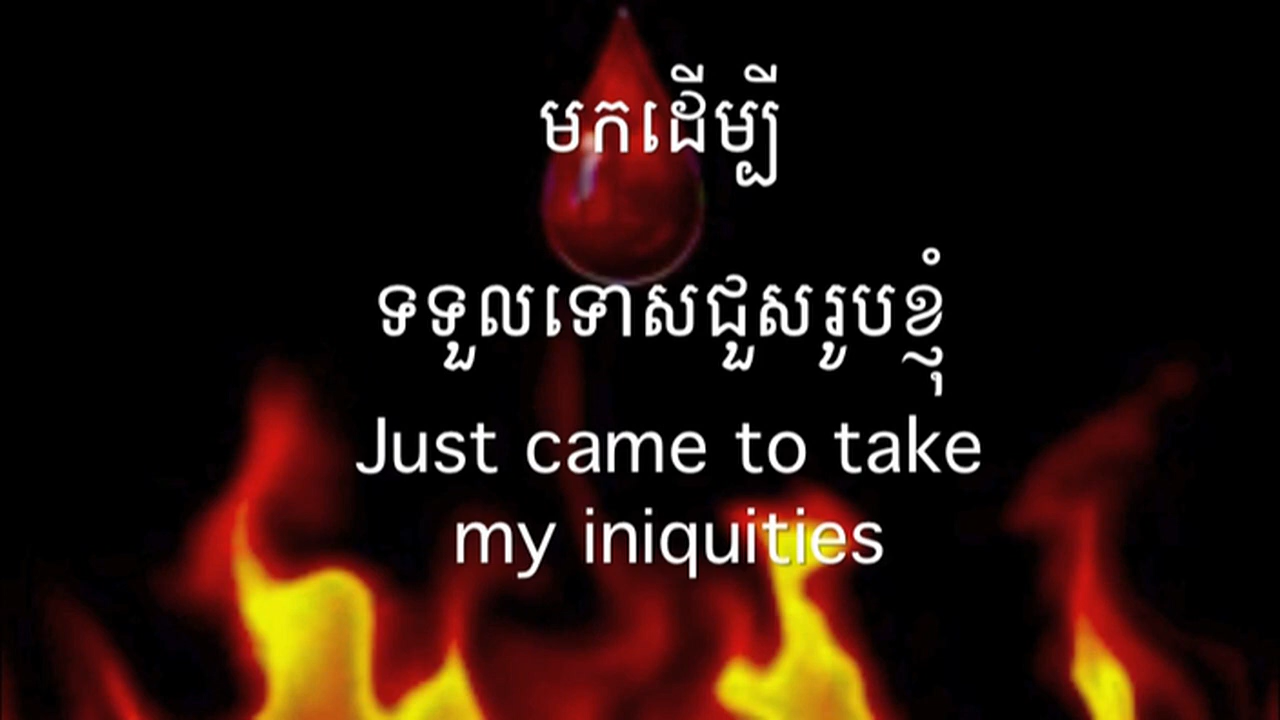 មកដើម្បី
ទទួលទោសជួសរូបខ្ញុំ
Just came to take
my iniquities